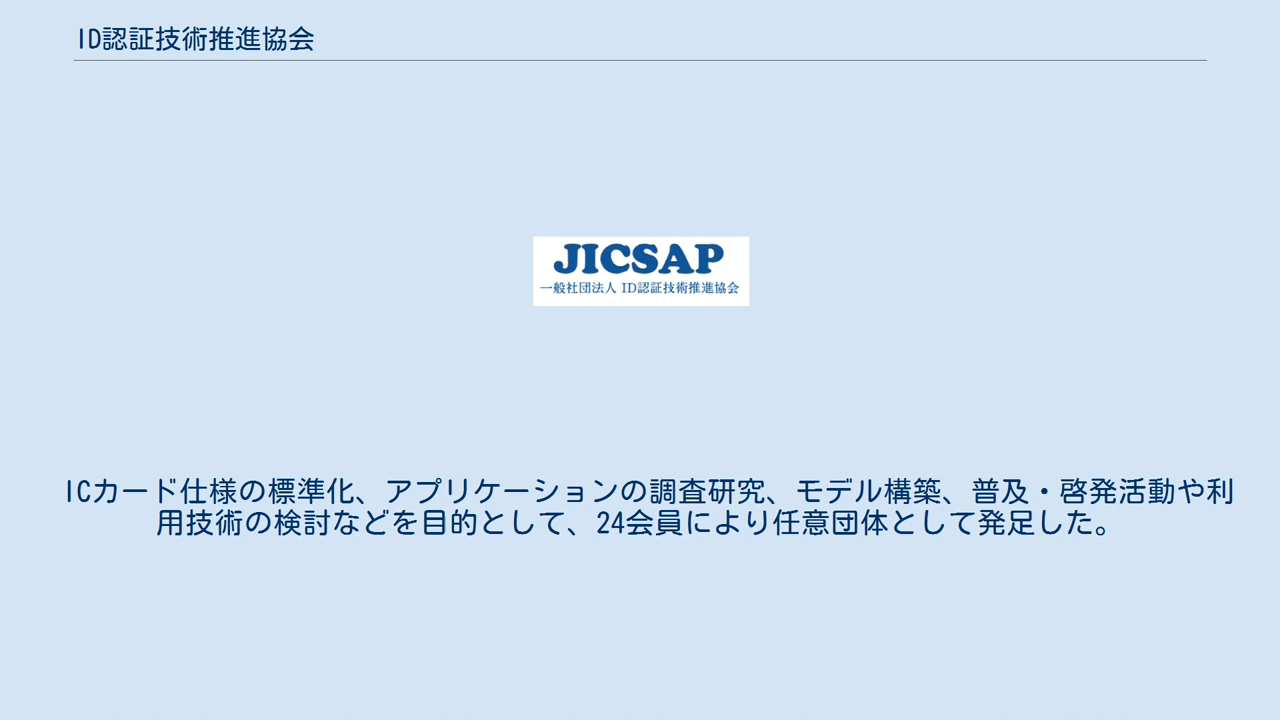 ID認証技術推進協会
JICSAP
一般社団法人 ID認証技術推進協会
ICカード仕様の標準化、アプリケーションの調査研究、モデル構築、普及・啓発活動や利
用技術の検討などを目的として、24会員により任意団体として発足した。